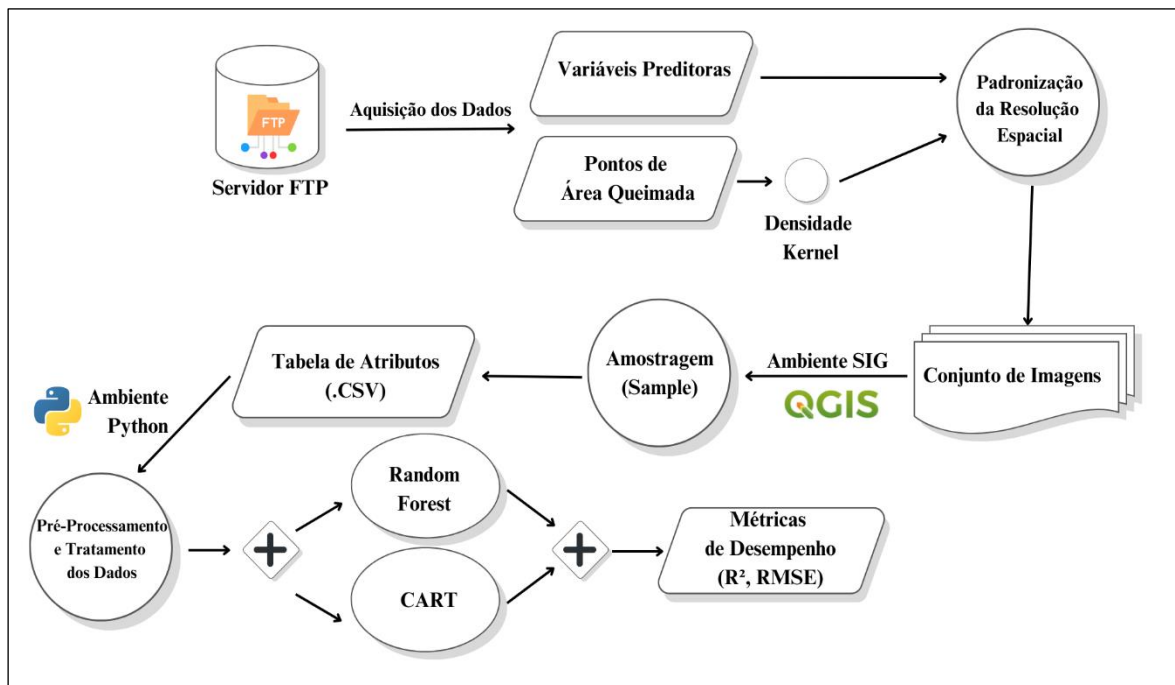 FTP
Servidor FTP
Aquisição dos Dados
Variáveis Preditoras
Pontos de
Área Queimada
Densidade
Kernel
Padronização
da Resolução
Espacial
Conjunto de Imagens
Ambiente SIG
QGIS
Amostragem
(Sample)
Tabela de Atributos
(.CSV)
Ambiente
Python
Pré-Processamento
e Tratamento
dos Dados
Random
Forest
CART
Métricas
de Desempenho
(R², RMSE)